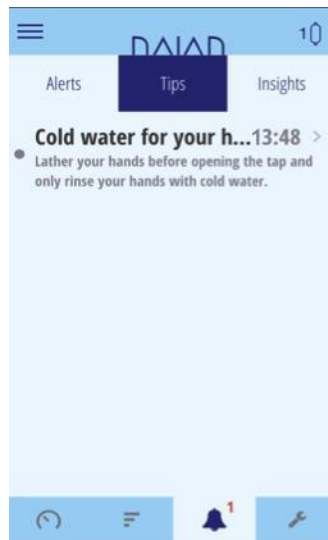 1
Alerts
Tips
Insights
Cold water for your h...13:48
Lather your hands before opening the tap and
only rinse your hands with cold water.
1